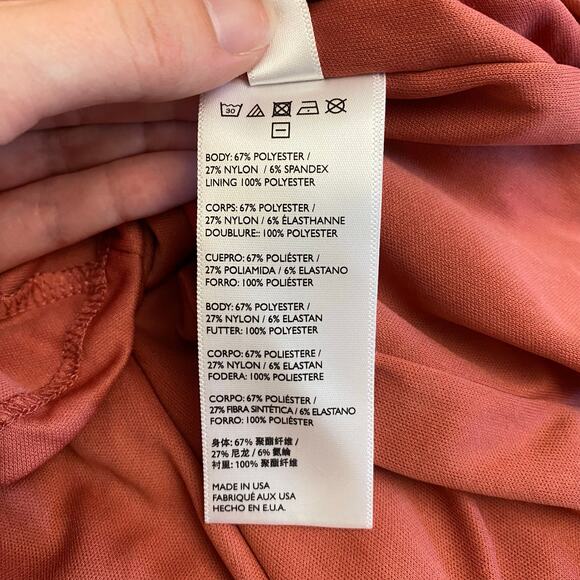 30
BODY: 67% POLYESTER /
27% NYLON / 6% SPANDEX
LINING 100% POLYESTER
CORPS: 67% POLYESTER /
27% NYLON / 6% ÉLASTHANNE
DOUBLURE:: 100% POLYESTER
CUEPRO: 67% POLIÉSTER /
27% POLIAMIDA / 6% ELASTANO
FORRO: 100% POLIÉSTER
BODY: 67% POLYESTER /
27% NYLON / 6% ELASTAN
FUTTER: 100% POLYESTER
CORPO: 67% POLIESTERE /
27% NYLON / 6% ELASTAN
FODERA: 100% POLIESTERE
CORPO: 67% POLIÉSTER /
27% FIBRA SINTÉTICA / 6% ELASTANO
FORRO: 100% POLIÉSTER
身体: 67% 聚酯纤维 /
27% 尼龙 / 6% 氨纶
衬里: 100% 聚酯纤维
MADE IN USA
FABRIQUÉ AUX USA
HECHO EN E.U.A.